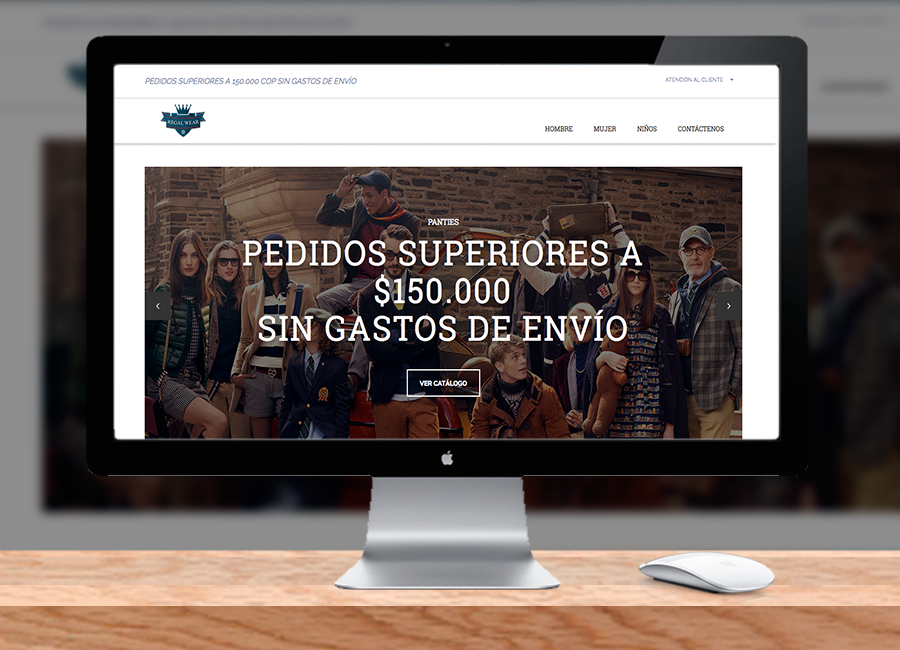 PEDIDOS SUPERIORES A 150.000 COP SIN GASTOS DE ENVÍO
ATENCIÓN AL CLIENTE
REGAL WEAR
HOMBRE MUJER NIÑOS CONTÁCTENOS
PANTIES
PEDIDOS SUPERIORES A
$150.000
SIN GASTOS DE ENVÍO
VER CATÁLOGO